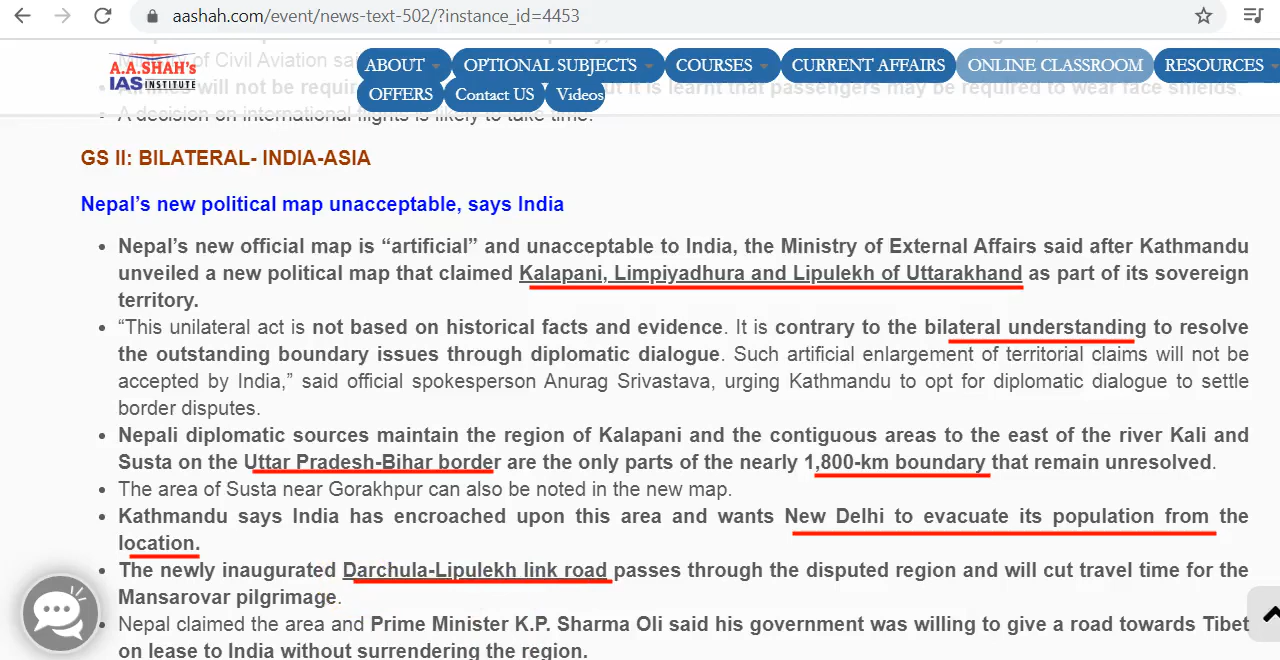 aashah.com/event/news-text-502/?instance_id=4453
A.A.SHAH's
IAS INSTITUTE
ABOUT OPTIONAL SUBJECTS COURSES CURRENT AFFAIRS ONLINE CLASSROOM RESOURCES
OFFERS Contact US Videos
of Civil Aviation
will not be it is learnt that passengers may be required to wear face shields.
A decision on international flights is likely to take time.
GS II: BILATERAL- INDIA-ASIA
Nepal’s new political map unacceptable, says India
• Nepal’s new official map is “artificial” and unacceptable to India, the Ministry of External Affairs said after Kathmandu
unveiled a new political map that claimed Kalapani, Limpiyadhura and Lipulekh of Uttarakhand as part of its sovereign
territory.
• “This unilateral act is not based on historical facts and evidence. It is contrary to the bilateral understanding to resolve
the outstanding boundary issues through diplomatic dialogue. Such artificial enlargement of territorial claims will not be
accepted by India,” said official spokesperson Anurag Srivastava, urging Kathmandu to opt for diplomatic dialogue to settle
border disputes.
• Nepali diplomatic sources maintain the region of Kalapani and the contiguous areas to the east of the river Kali and
Susta on the Uttar Pradesh-Bihar border are the only parts of the nearly 1,800-km boundary that remain unresolved.
• The area of Susta near Gorakhpur can also be noted in the new map.
• Kathmandu says India has encroached upon this area and wants New Delhi to evacuate its population from the
location.
• The newly inaugurated Darchula-Lipulekh link road passes through the disputed region and will cut travel time for the
Mansarovar pilgrimage.
• Nepal claimed the area and Prime Minister K.P. Sharma Oli said his government was willing to give a road towards Tibet
on lease to India without surrendering the region.